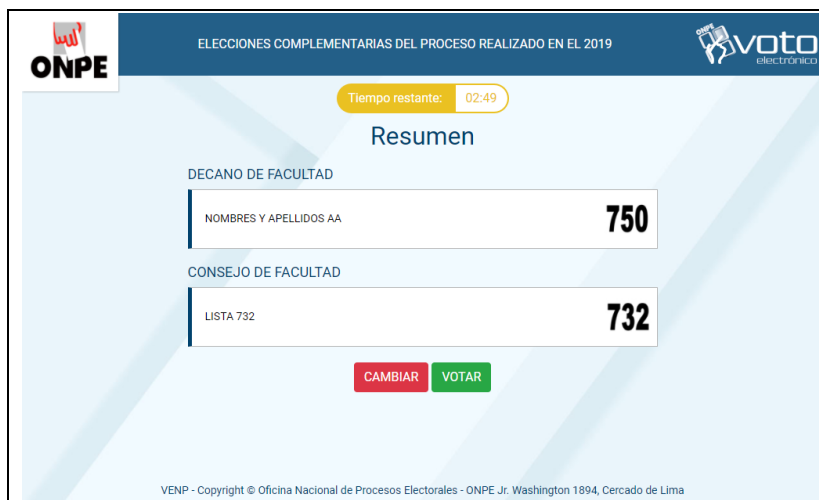 ONPE
ELECCIONES COMPLEMENTARIAS DEL PROCESO REALIZADO EN EL 2019
ONPE
voto
electrónico
Tiempo restante: 02:49
Resumen
DECANO DE FACULTAD
NOMBRES Y APELLIDOS AA 750
CONSEJO DE FACULTAD
LISTA 732 732
CAMBIAR VOTAR
VENP - Copyright © Oficina Nacional de Procesos Electorales - ONPE Jr. Washington 1894, Cercado de Lima